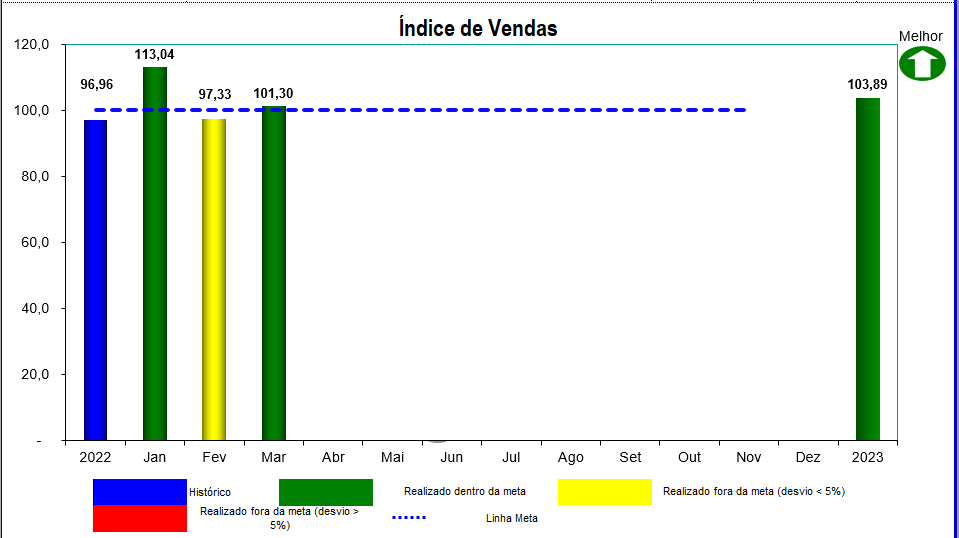 Índice de Vendas
Melhor
120,0
100,0
80,0
60,0
40,0
20,0
-
96,96
113,04
97,33
101,30
103,89
2022 Jan Fev Mar Abr Mai Jun Jul Ago Set Out Nov Dez 2023
Histórico
Realizado dentro da meta
Realizado fora da meta (desvio < 5%)
Realizado fora da meta (desvio >
5%)
Linha Meta